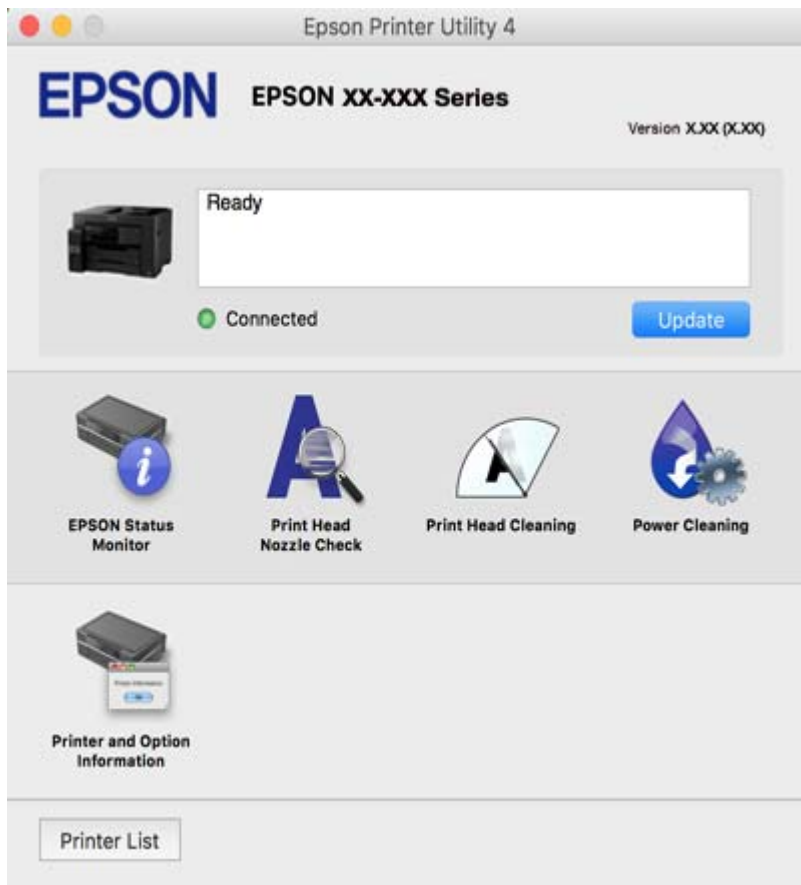 Epson Printer Utility 4
EPSON
EPSON XX-XXX Series
Version X.XX (X.XX)
Ready
Connected
Update
EPSON Status
Monitor
Print Head
Nozzle Check
Print Head Cleaning
Power Cleaning
Printer and Option
Information
Printer List